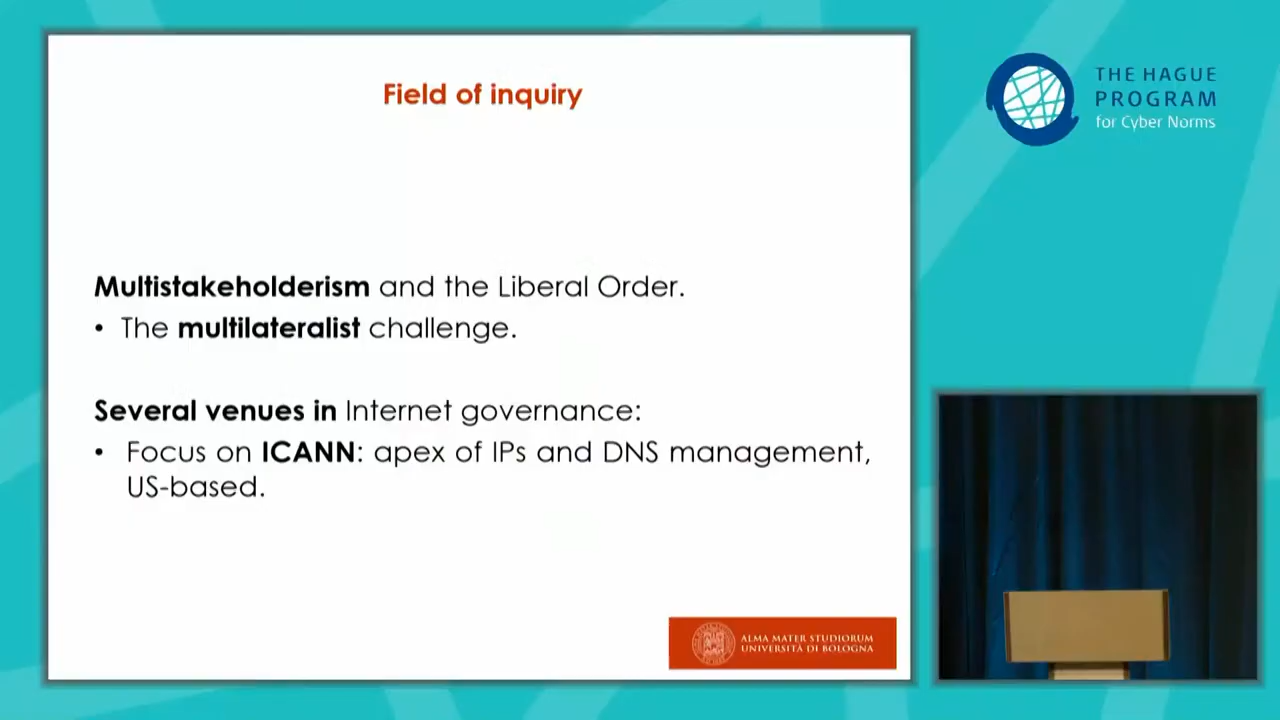 Field of inquiry
THE HAGUE
PROGRAM
for Cyber Norms
Multistakeholderism and the Liberal Order.
• The multilateralist challenge.
Several venues in Internet governance:
• Focus on ICANN: apex of IPs and DNS management,
US-based.
ALMA MATER STUDIORUM
UNIVERSITÀ DI BOLOGNA